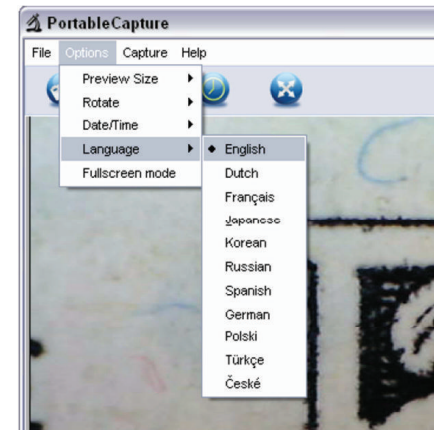 PortableCapture
File Options Capture Help
Preview Size
Rotate
Date/Time
Language
Fullscreen mode
English
Dutch
Français
Japanese
Korean
Russian
Spanish
German
Polski
Türkçe
České